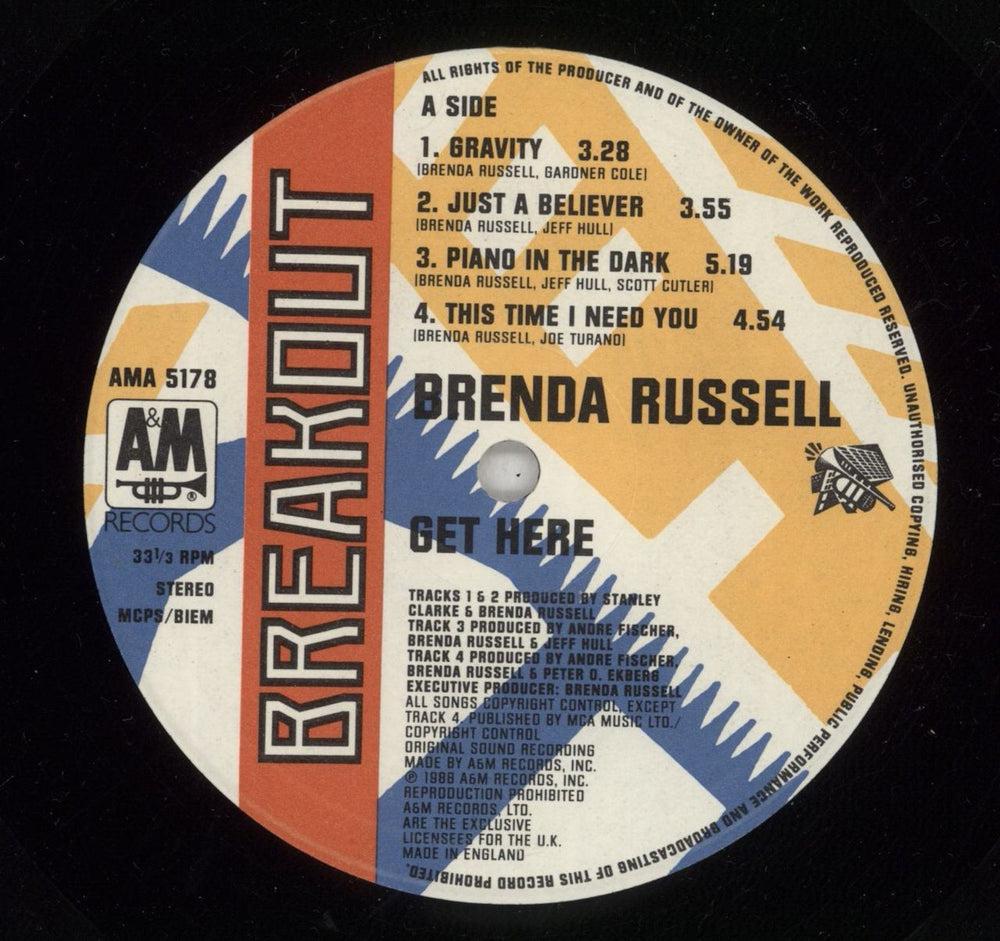 ALL RIGHTS OF THE PRODUCER AND OF THE OWNER OF THE WORK REPRODUCED RESERVED. UNAUTHORISED COPYING, HIRING, LENDING, PUBLIC PERFORMANCE AND BROADCASTING OF THIS RECORD PROHIBITED.
A SIDE
1. GRAVITY 3.28
(BRENDA RUSSELL, GARDNER COLE)
2. JUST A BELIEVER 3.55
(BRENDA RUSSELL, JEFF HULL)
3. PIANO IN THE DARK 5.19
(BRENDA RUSSELL, JEFF HULL, SCOTT CUTLER)
4. THIS TIME I NEED YOU 4.54
(BRENDA RUSSELL, JOE TURANO)
BREAKOUT
AMA 5178
A&M
®
RECORDS
33 1/3 RPM
STEREO
MCPS/BIEM
BRENDA RUSSELL
GET HERE
TRACKS 1 & 2 PRODUCED BY STANLEY
CLARKE & BRENDA RUSSELL
TRACK 3 PRODUCED BY ANDRE FISCHER,
BRENDA RUSSELL & JEFF HULL
TRACK 4 PRODUCED BY ANDRE FISCHER,
BRENDA RUSSELL & PETER O. EKBERG
EXECUTIVE PRODUCER: BRENDA RUSSELL
ALL SONGS COPYRIGHT CONTROL, EXCEPT
TRACK 4, PUBLISHED BY MCA MUSIC LTD./
COPYRIGHT CONTROL
ORIGINAL SOUND RECORDING
MADE BY A&M RECORDS, INC.
℗ 1988 A&M RECORDS, INC.
REPRODUCTION PROHIBITED
A&M RECORDS, LTD.
ARE THE EXCLUSIVE
LICENSEES FOR THE U.K.
MADE IN ENGLAND